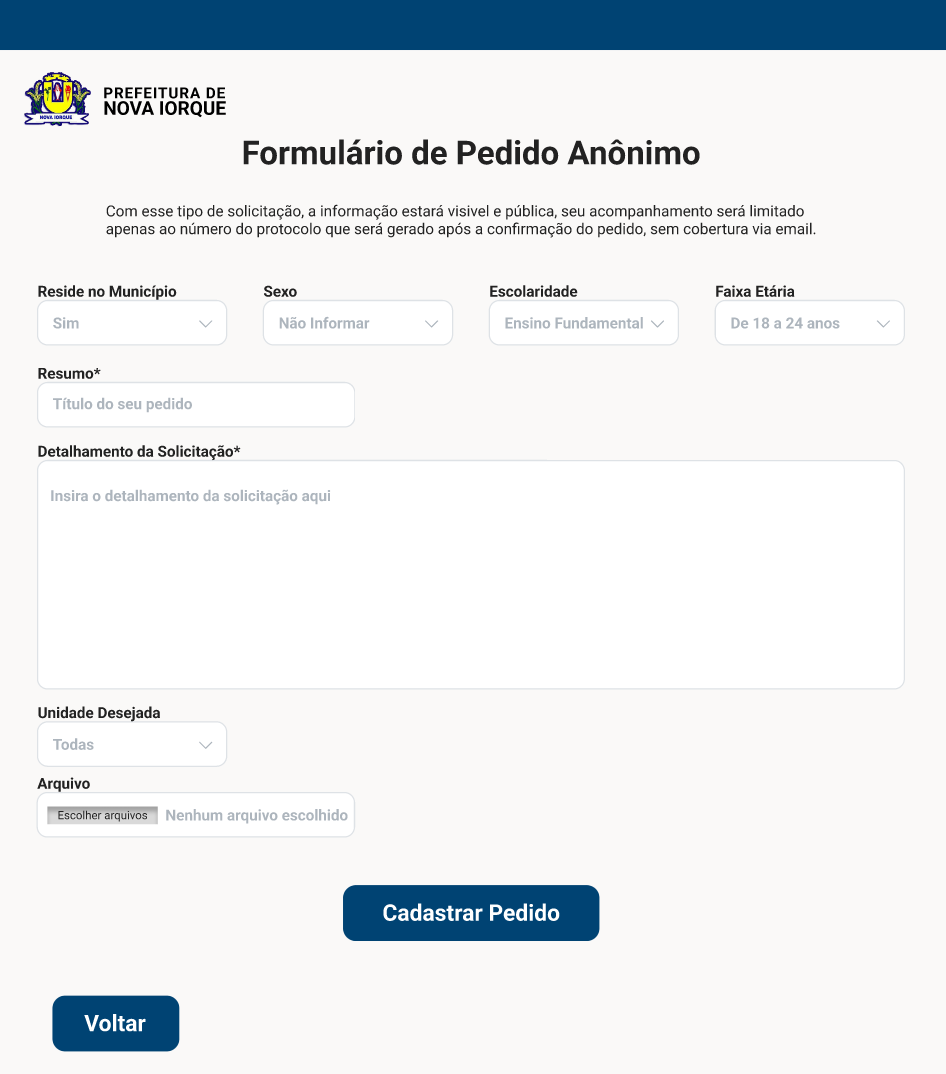 NOVA IORQUE
PREFEITURA DE
NOVA IORQUE
Formulário de Pedido Anônimo
Com esse tipo de solicitação, a informação estará visivel e pública, seu acompanhamento será limitado
apenas ao número do protocolo que será gerado após a confirmação do pedido, sem cobertura via email.
Reside no Município Sexo Escolaridade Faixa Etária
Sim Não Informar Ensino Fundamental De 18 a 24 anos
Resumo*
Título do seu pedido
Detalhamento da Solicitação*
Insira o detalhamento da solicitação aqui
Unidade Desejada
Todas
Arquivo
Escolher arquivos Nenhum arquivo escolhido
Cadastrar Pedido
Voltar